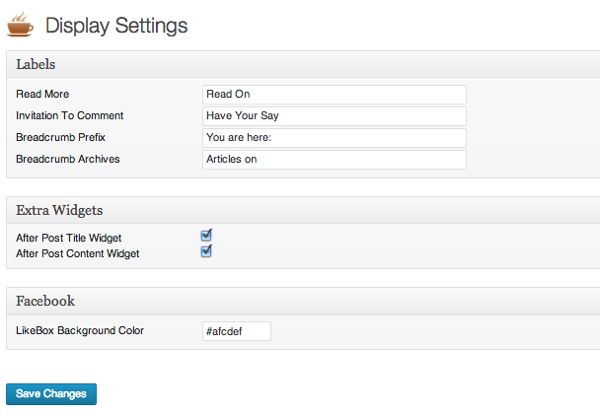 Display Settings
Labels
Read More Read On
Invitation To Comment Have Your Say
Breadcrumb Prefix You are here:
Breadcrumb Archives Articles on
Extra Widgets
After Post Title Widget
After Post Content Widget
Facebook
LikeBox Background Color #afcdef
Save Changes